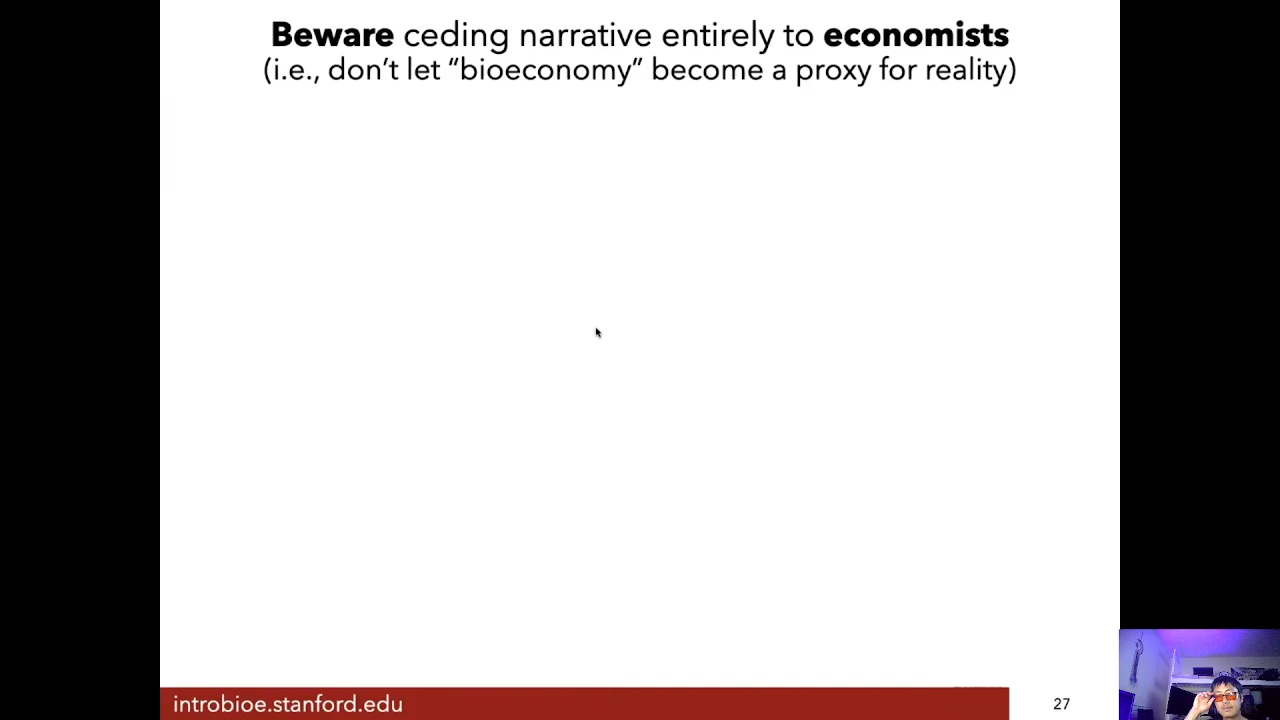 Beware ceding narrative entirely to economists
(i.e., don’t let “bioeconomy” become a proxy for reality)
introbioe.stanford.edu
27